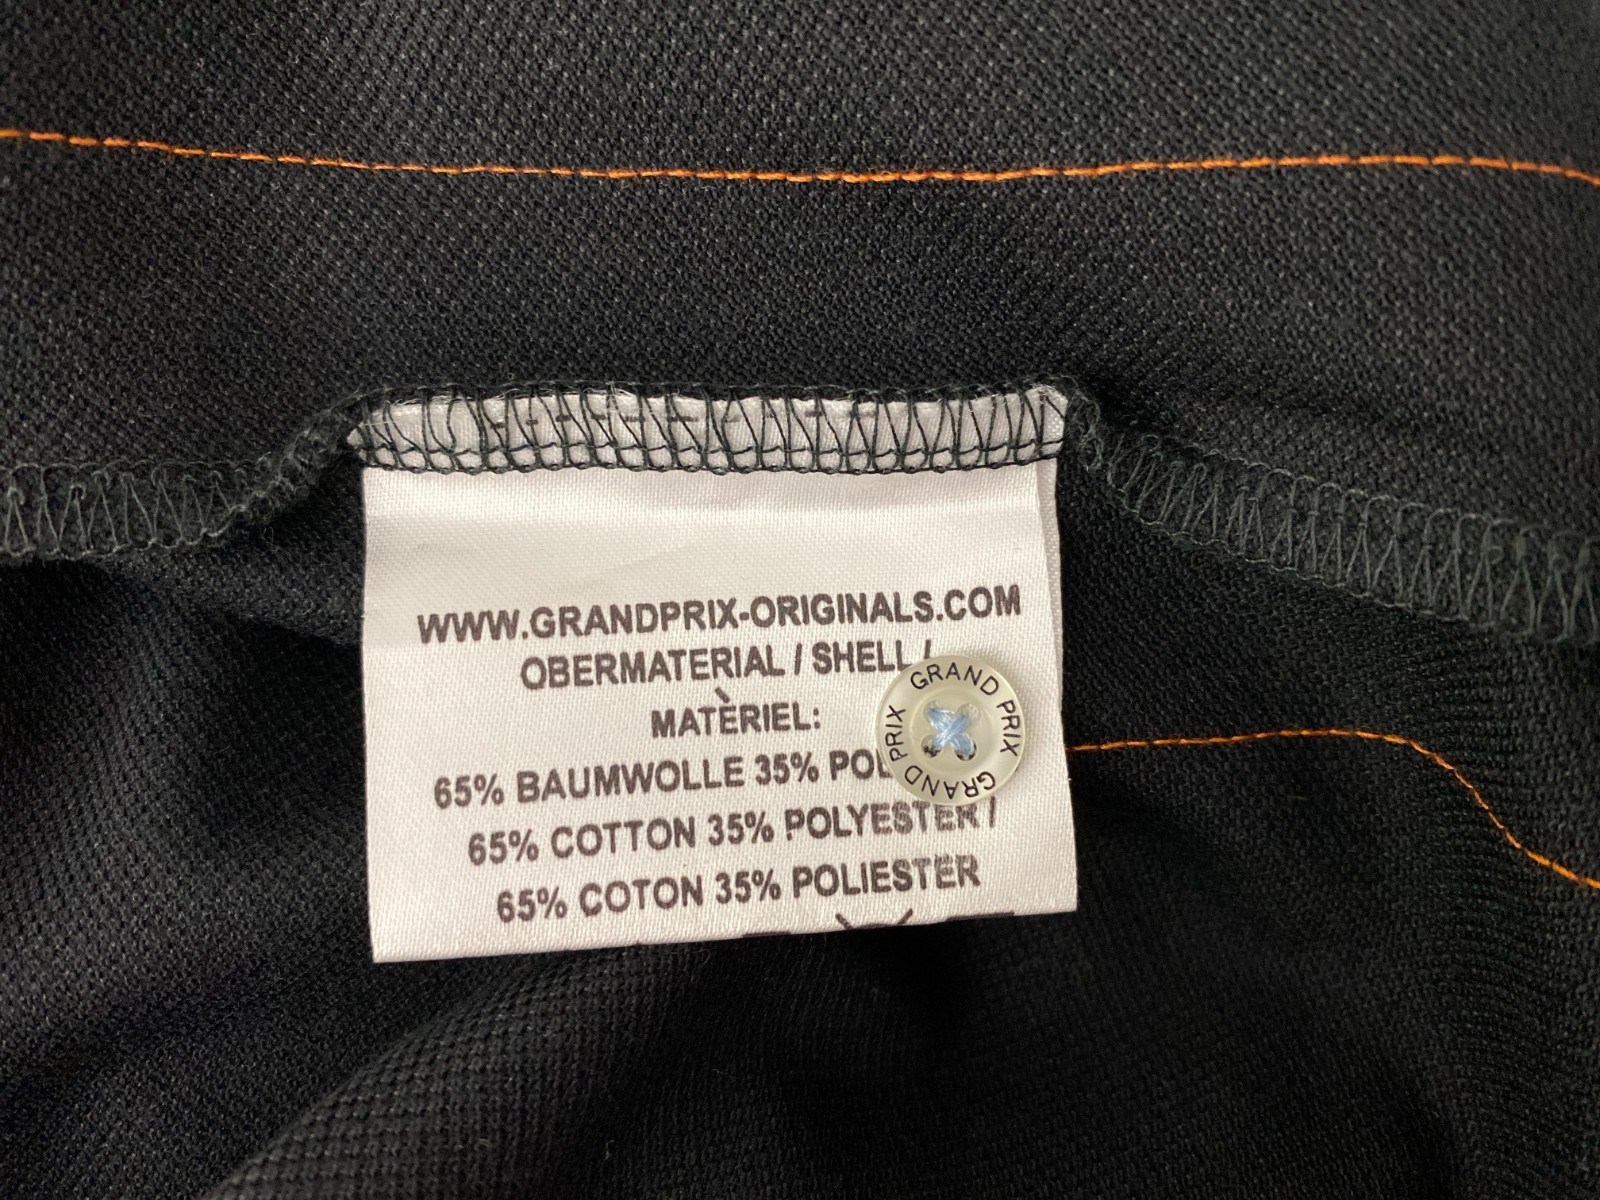 WWW.GRANDPRIX-ORIGINALS.COM
OBERMATERIAL / SHELL /
MATÈRIEL:
65% BAUMWOLLE 35%
65% COTTON 35% POLYESTER /
65% COTON 35% POLIESTER
GRAND PRIX
GRAND PRIX